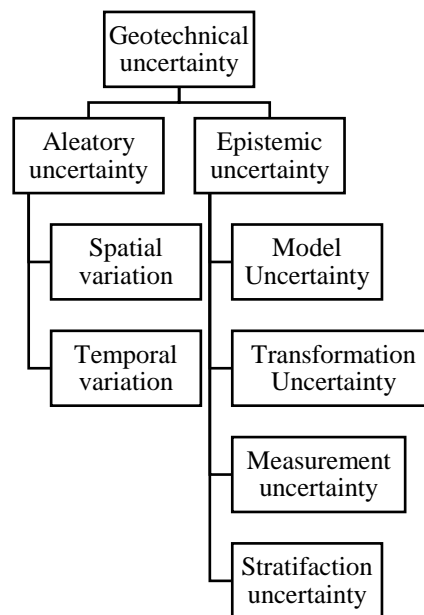 Geotechnical
uncertainty
Aleatory
uncertainty
Epistemic
uncertainty
Spatial
variation
Temporal
variation
Model
Uncertainty
Transformation
Uncertainty
Measurement
uncertainty
Stratifaction
uncertainty